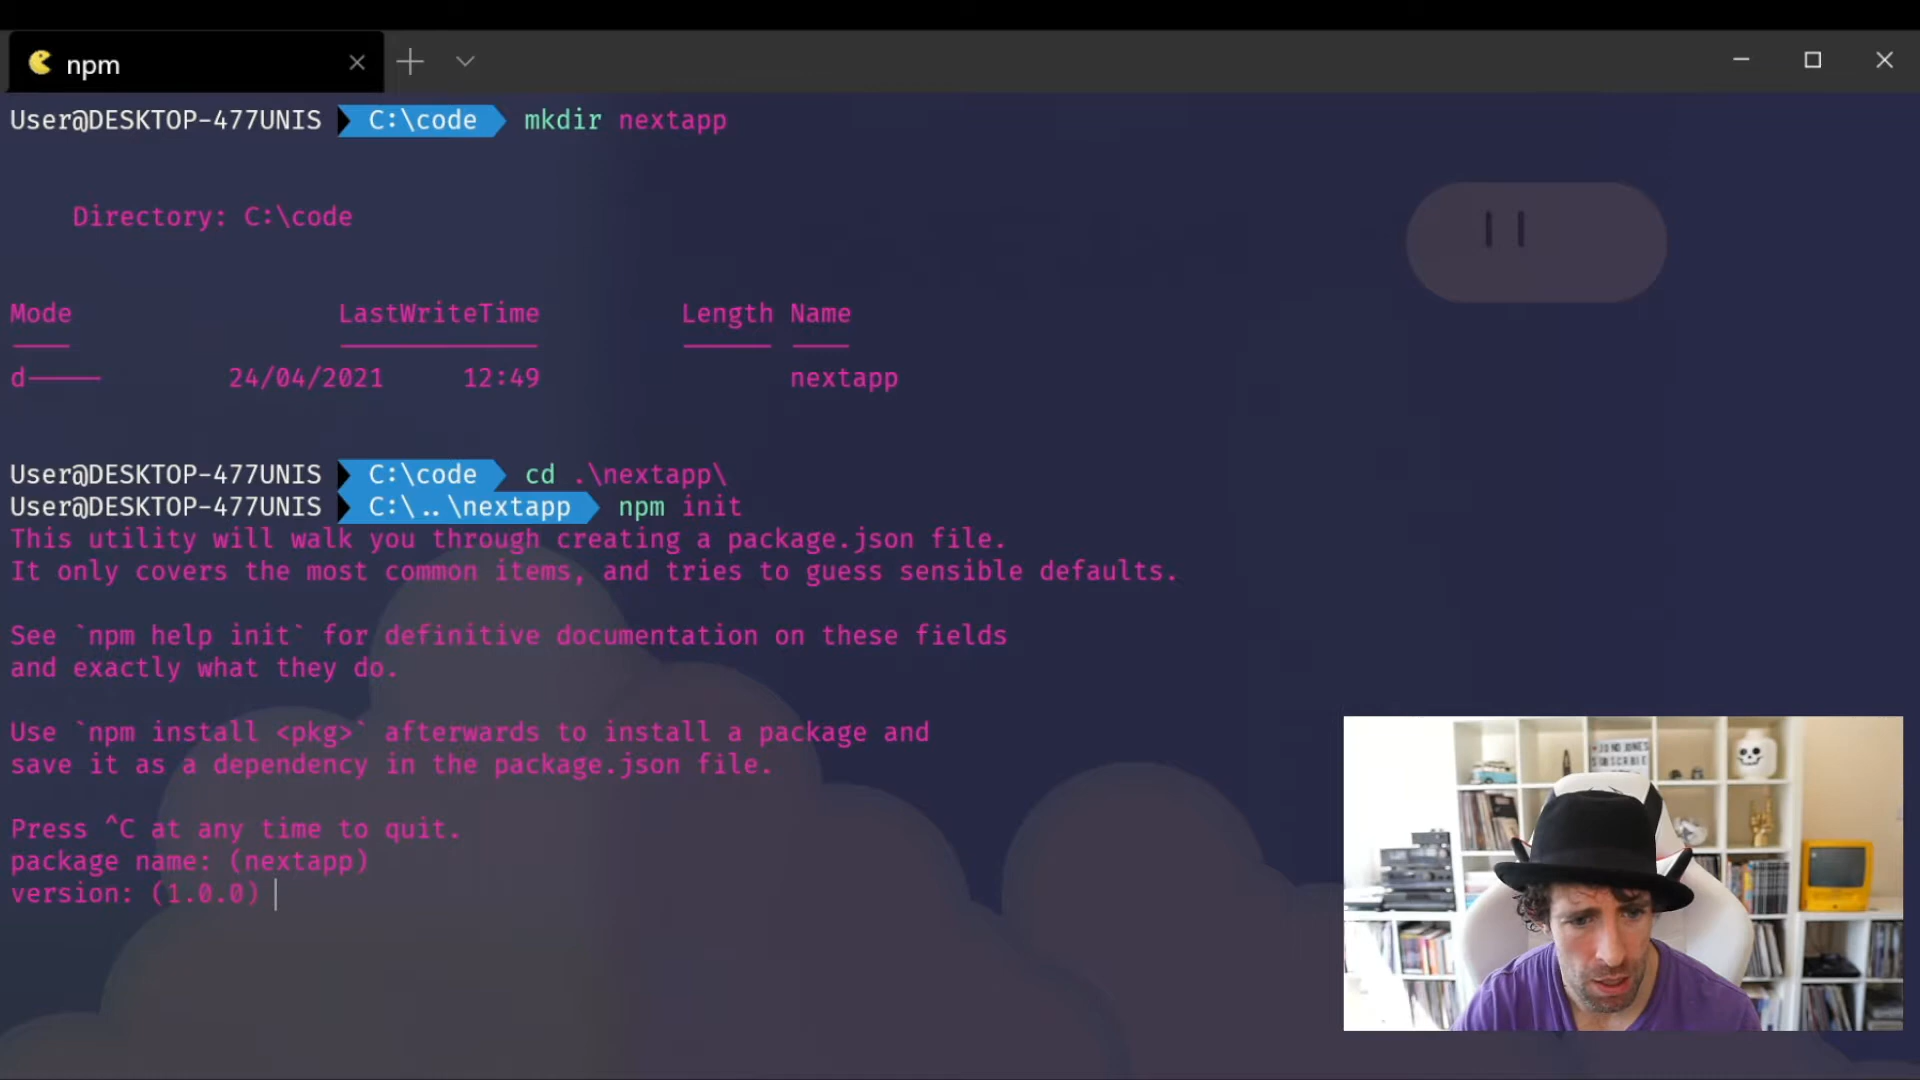 npm
User@DESKTOP-477UNIS C:\code mkdir nextapp
Directory: C:\code
Mode LastWriteTime Length Name
---- ------------- ------ ----
d----- 24/04/2021 12:49 nextapp
User@DESKTOP-477UNIS C:\code cd .\nextapp\
User@DESKTOP-477UNIS C:\..\nextapp npm init
This utility will walk you through creating a package.json file.
It only covers the most common items, and tries to guess sensible defaults.
See `npm help init` for definitive documentation on these fields
and exactly what they do.
Use `npm install <pkg>` afterwards to install a package and
save it as a dependency in the package.json file.
Press ^C at any time to quit.
package name: (nextapp)
version: (1.0.0)
JONDJONES
SUBSCRIBE